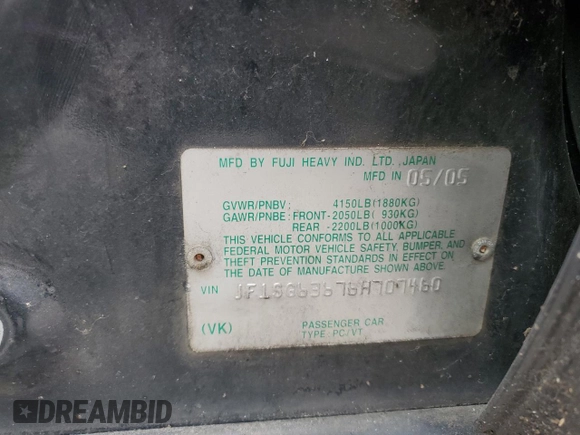 MFD BY FUJI HEAVY IND. LTD., JAPAN
MFD IN 05/05
GVWR/PNBV: 4150LB(1880KG)
GAWR/PNBE: FRONT-2050LB( 930KG)
REAR -2200LB(1000KG)
THIS VEHICLE CONFORMS TO ALL APPLICABLE
FEDERAL MOTOR VEHICLE SAFETY, BUMPER, AND
THEFT PREVENTION STANDARDS IN EFFECT ON
THE DATE OF MANUFACTURE SHOWN ABOVE.
VIN JF1SG63676H707460
(VK) PASSENGER CAR
TYPE:PC/VT
DREAMBID